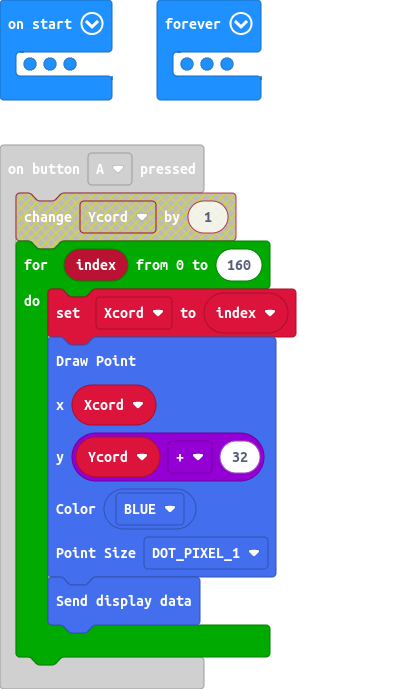 on start forever
on button A pressed
change Ycord by 1
for index from 0 to 160
do
set Xcord to index
Draw Point
x Xcord
y Ycord + 32
Color BLUE
Point Size DOT_PIXEL_1
Send display data